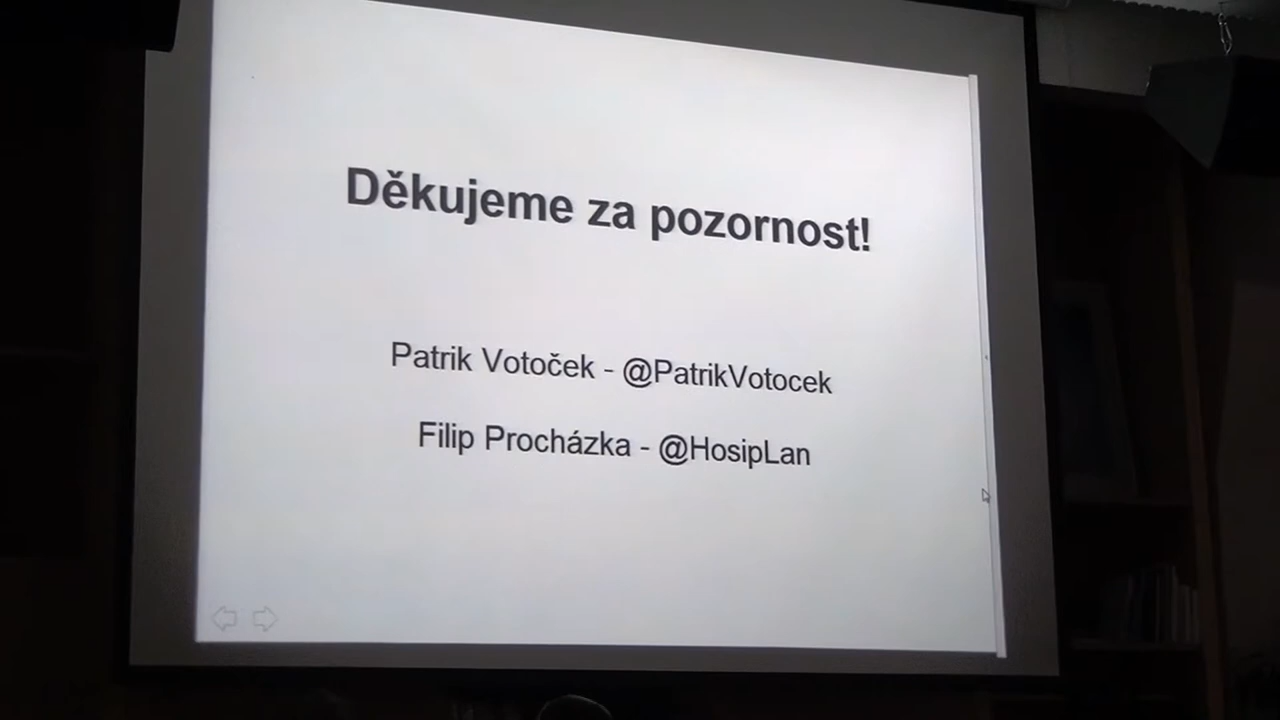 Děkujeme za pozornost!
Patrik Votoček - @PatrikVotocek
Filip Procházka - @HosipLan